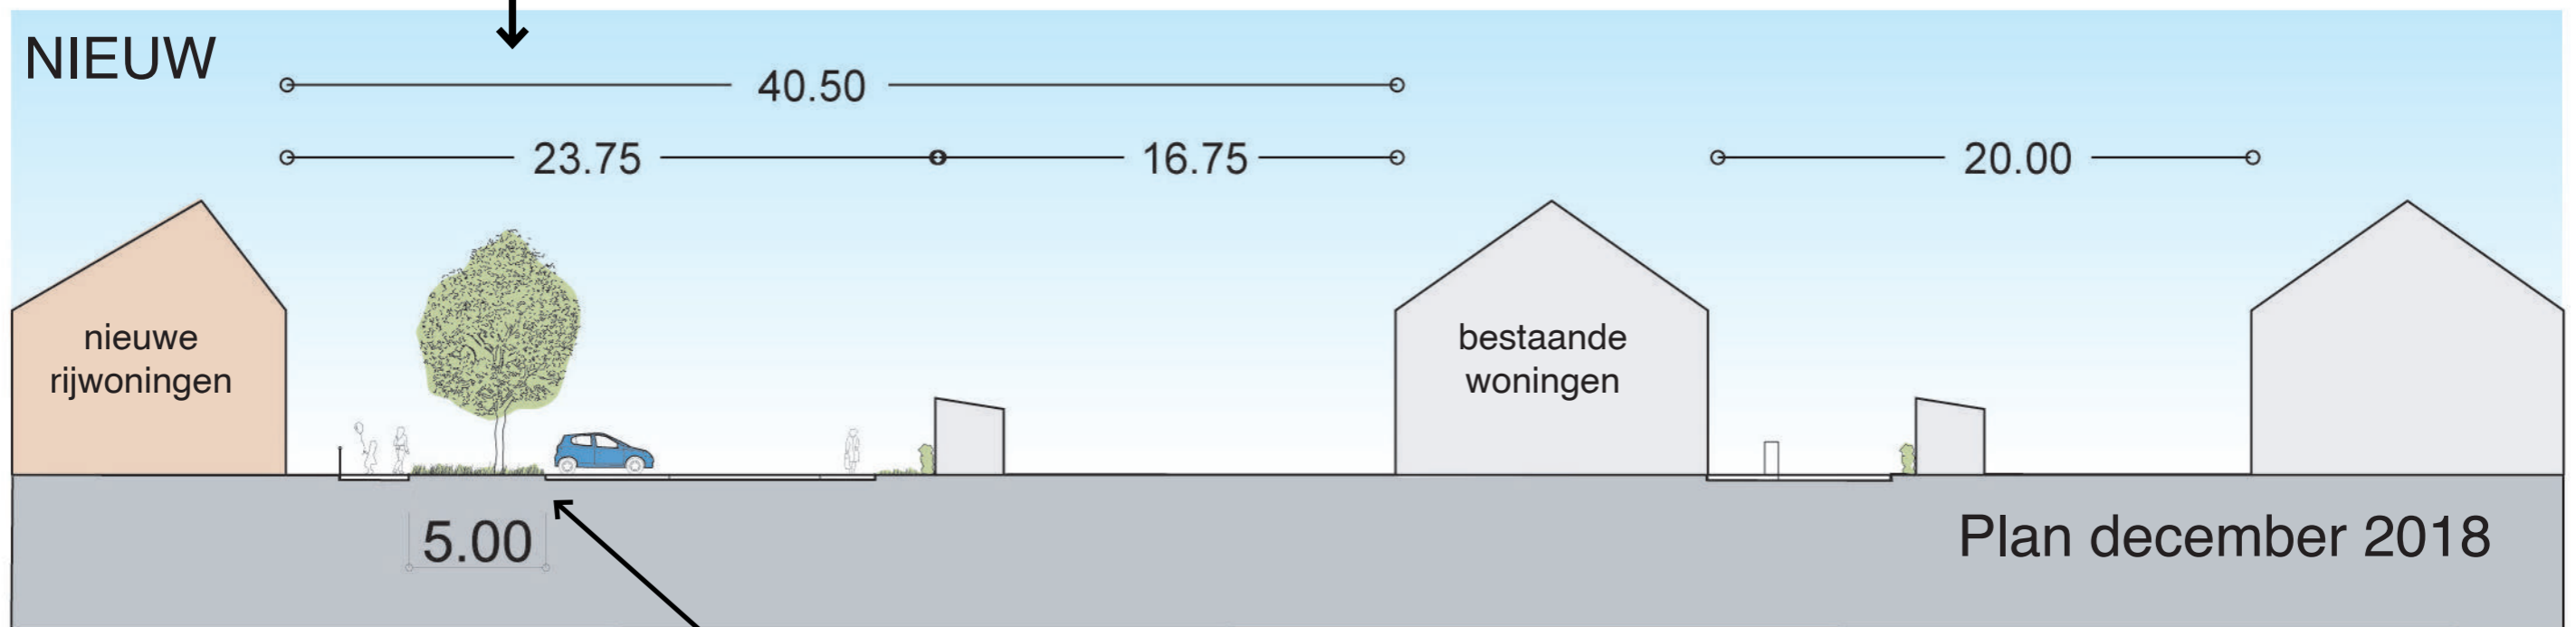 NIEUW
40.50
23.75
16.75
20.00
nieuwe
rijwoningen
bestaande
woningen
5.00
Plan december 2018